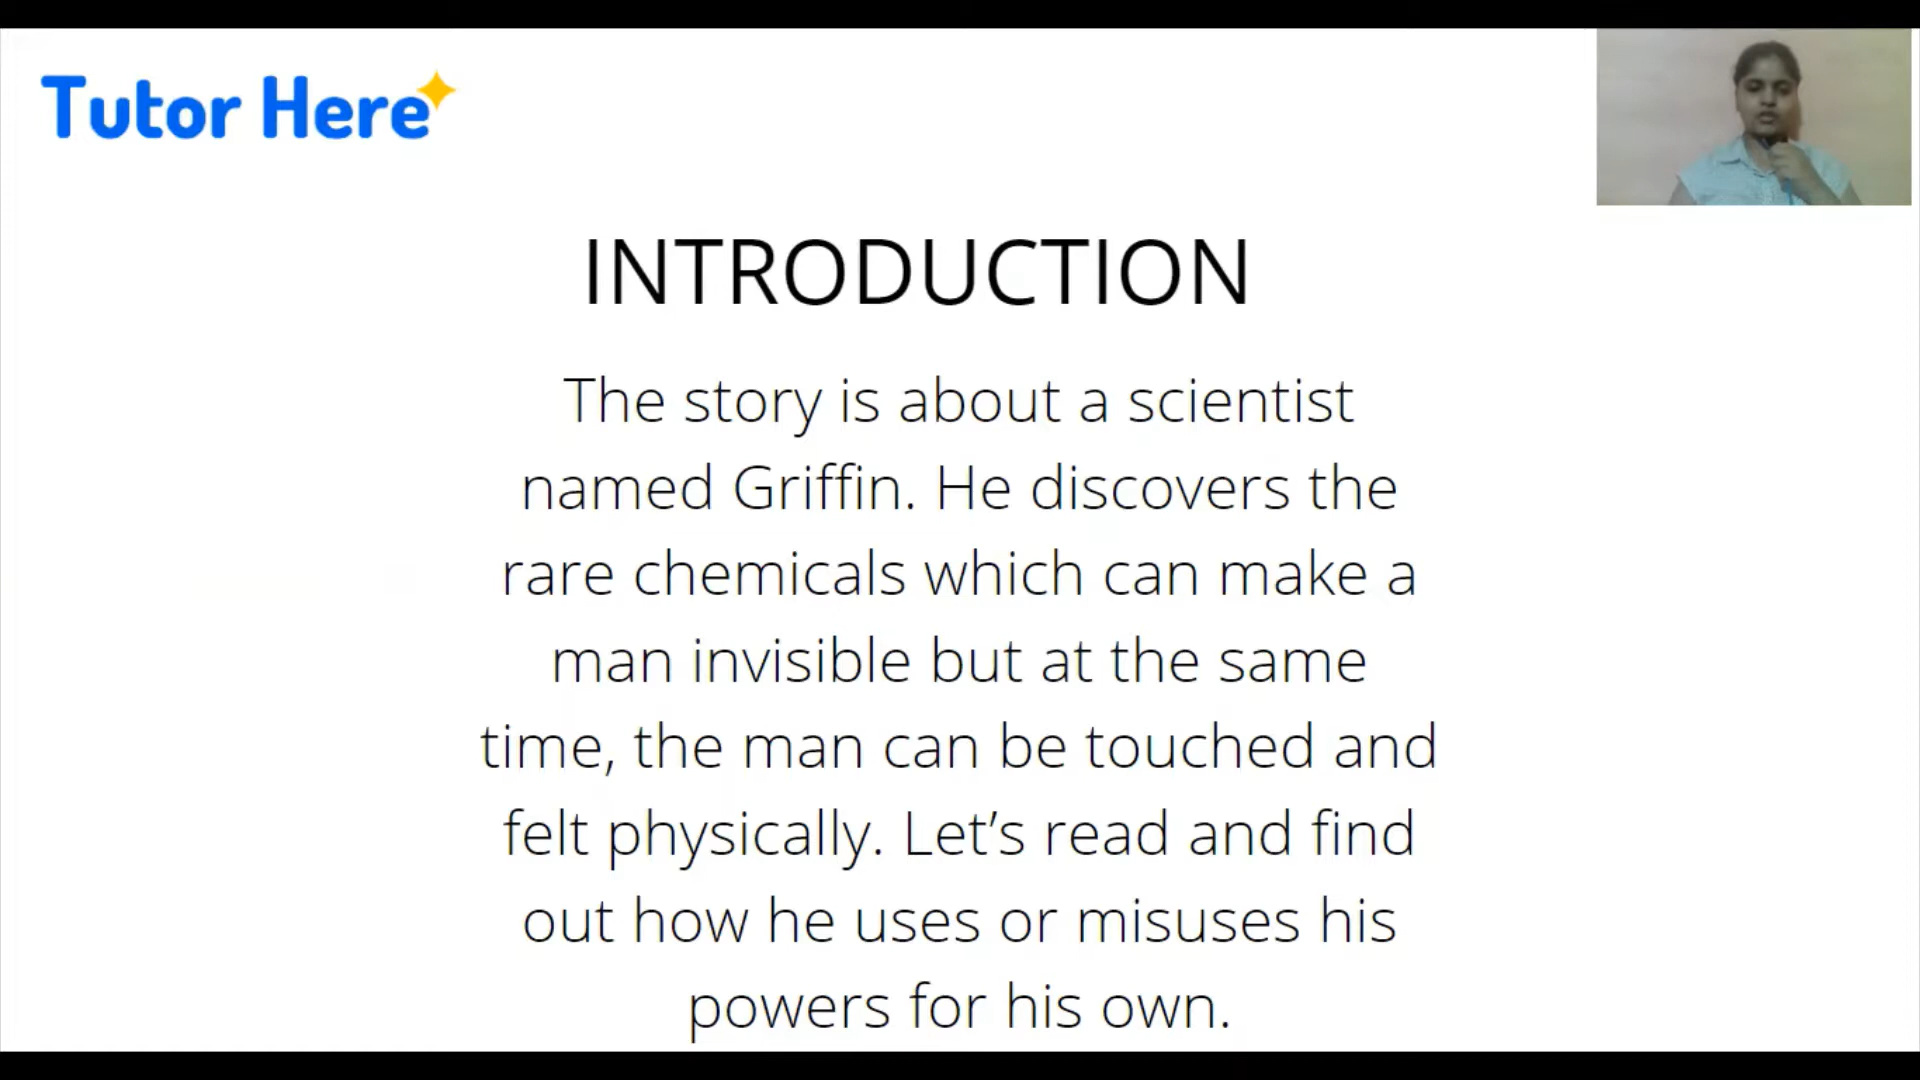 Tutor Here
INTRODUCTION
The story is about a scientist
named Griffin. He discovers the
rare chemicals which can make a
man invisible but at the same
time, the man can be touched and
felt physically. Let’s read and find
out how he uses or misuses his
powers for his own.